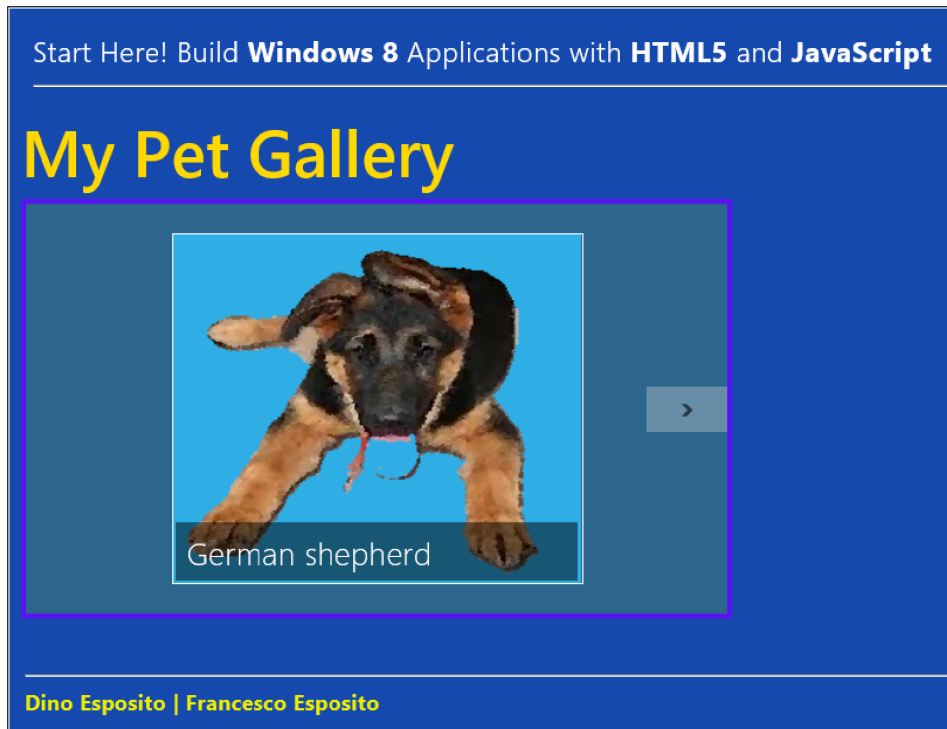 Start Here! Build Windows 8 Applications with HTML5 and JavaScript
My Pet Gallery
>
German shepherd
Dino Esposito | Francesco Esposito